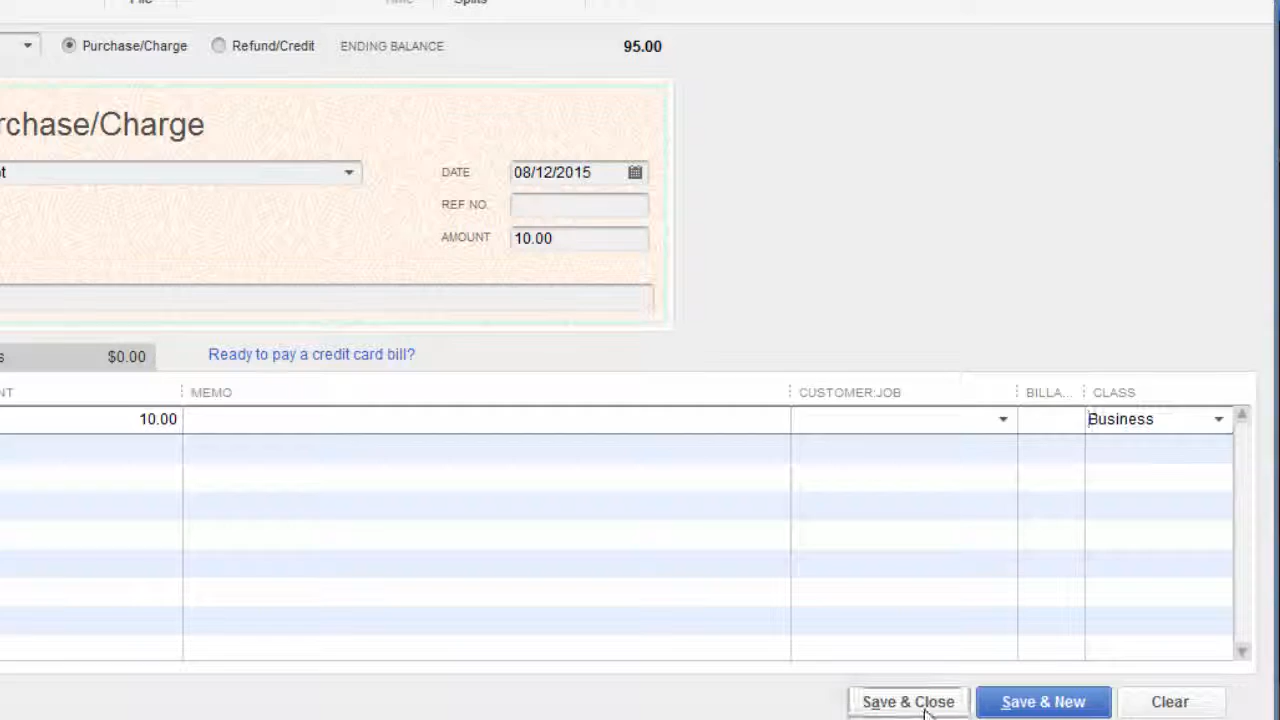 Purchase/Charge Refund/Credit ENDING BALANCE 95.00
rchase/Charge
DATE 08/12/2015
REF NO.
AMOUNT 10.00
$0.00 Ready to pay a credit card bill?
NT MEMO CUSTOMER:JOB BILLA... CLASS
10.00 Business
Save & Close Save & New Clear